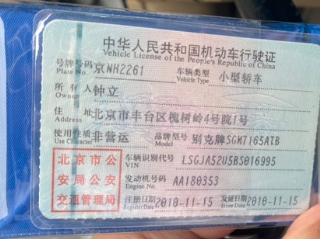 中华人民共和国机动车行驶证
Vehicle License of the People's Republic of China
号牌号码 京NH2261 车辆类型 小型轿车
Plate No. Vehicle Type
所有人 钟立
Owner
住址 北京市丰台区槐树岭4号院1号
Address
使用性质 非营运 品牌型号 别克牌SGM7165ATB
Use Character Model
北京市公
安局公安
交通管理局
车辆识别代号 LSGJA52U5BS016995
VIN
发动机号码 AA180353
Engine No.
注册日期 2010-11-15 发证日期 2010-11-15
Register Date Issue Date